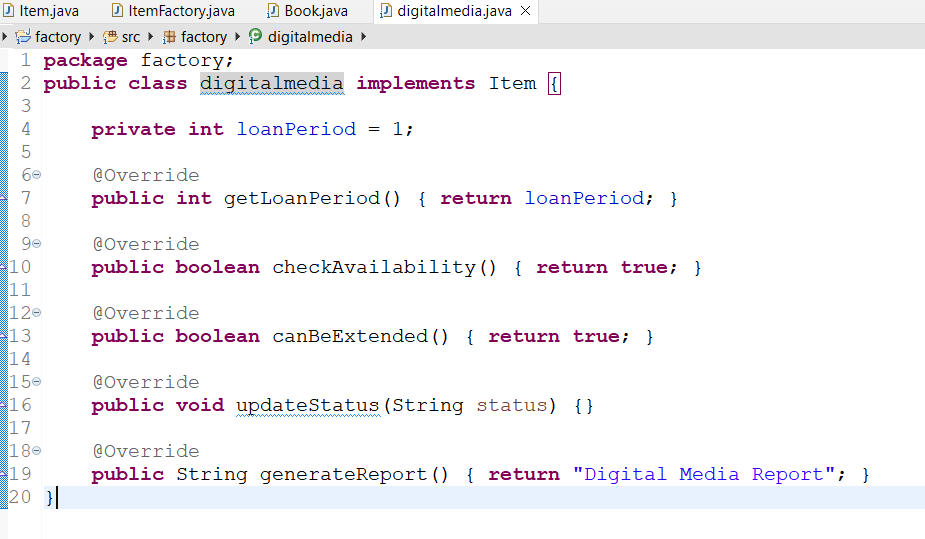 Item.java ItemFactory.java Book.java digitalmedia.java
factory src factory digitalmedia
1 package factory;
2 public class digitalmedia implements Item {
3
4     private int loanPeriod = 1;
5
6     @Override
7     public int getLoanPeriod() { return loanPeriod; }
8
9     @Override
10     public boolean checkAvailability() { return true; }
11
12     @Override
13     public boolean canBeExtended() { return true; }
14
15     @Override
16     public void updateStatus(String status) {}
17
18     @Override
19     public String generateReport() { return "Digital Media Report"; }
20 }